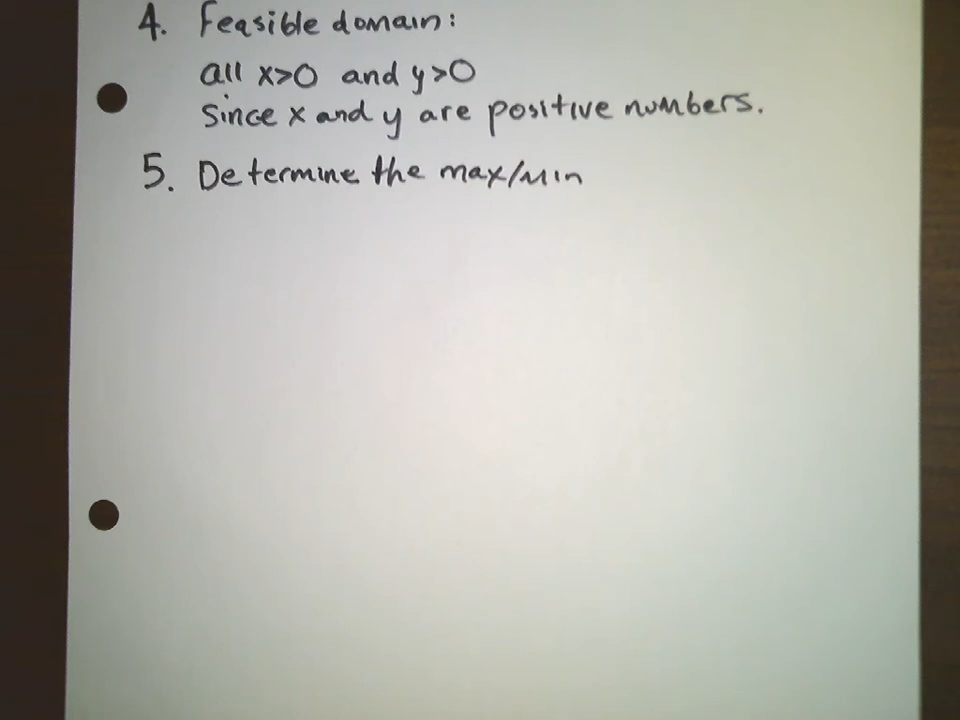 4. Feasible domain:
all x>0 and y>0
since x and y are positive numbers.
5. Determine the max/min